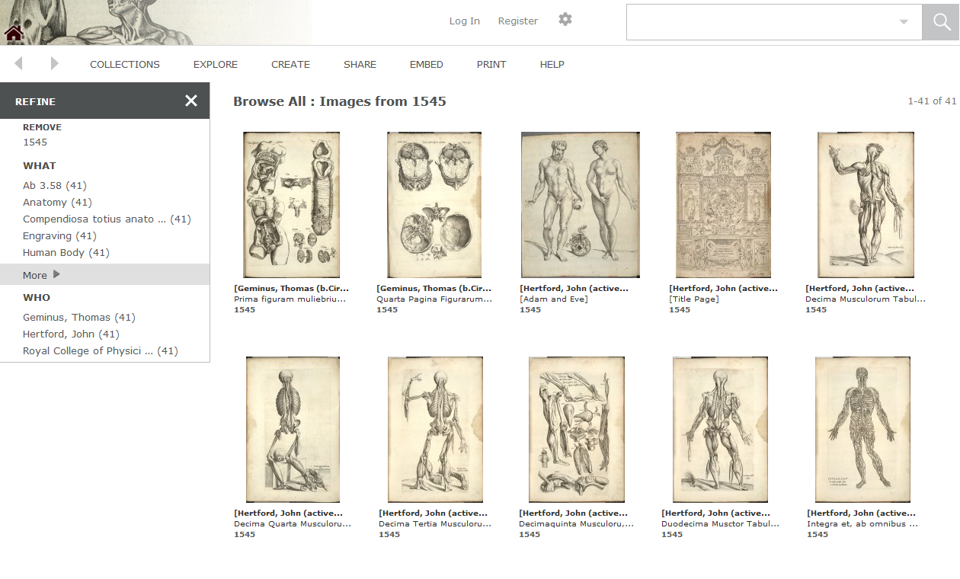 Log In Register
COLLECTIONS EXPLORE CREATE SHARE EMBED PRINT HELP
REFINE
REMOVE
1545
WHAT
Ab 3.58 (41)
Anatomy (41)
Compendiosa totius anato ... (41)
Engraving (41)
Human Body (41)
More
WHO
Geminus, Thomas (41)
Hertford, John (41)
Royal College of Physici ... (41)
Browse All : Images from 1545
1-41 of 41
[Geminus, Thomas (b.Cir...
Prima figuram muliebriu...
1545
[Geminus, Thomas (b.Cir...
Quarta Pagina Figurarum...
1545
[Hertford, John (active...
[Adam and Eve]
1545
[Hertford, John (active...
[Title Page]
1545
[Hertford, John (active...
Decima Musculorum Tabul...
1545
[Hertford, John (active...
Decima Quarta Musculoru...
1545
[Hertford, John (active...
Decima Tertia Musculoru...
1545
[Hertford, John (active...
Decimaquinta Musculoru,...
1545
[Hertford, John (active...
Duodecima Musctor Tabul...
1545
[Hertford, John (active...
Integra et, ab omnibus ...
1545